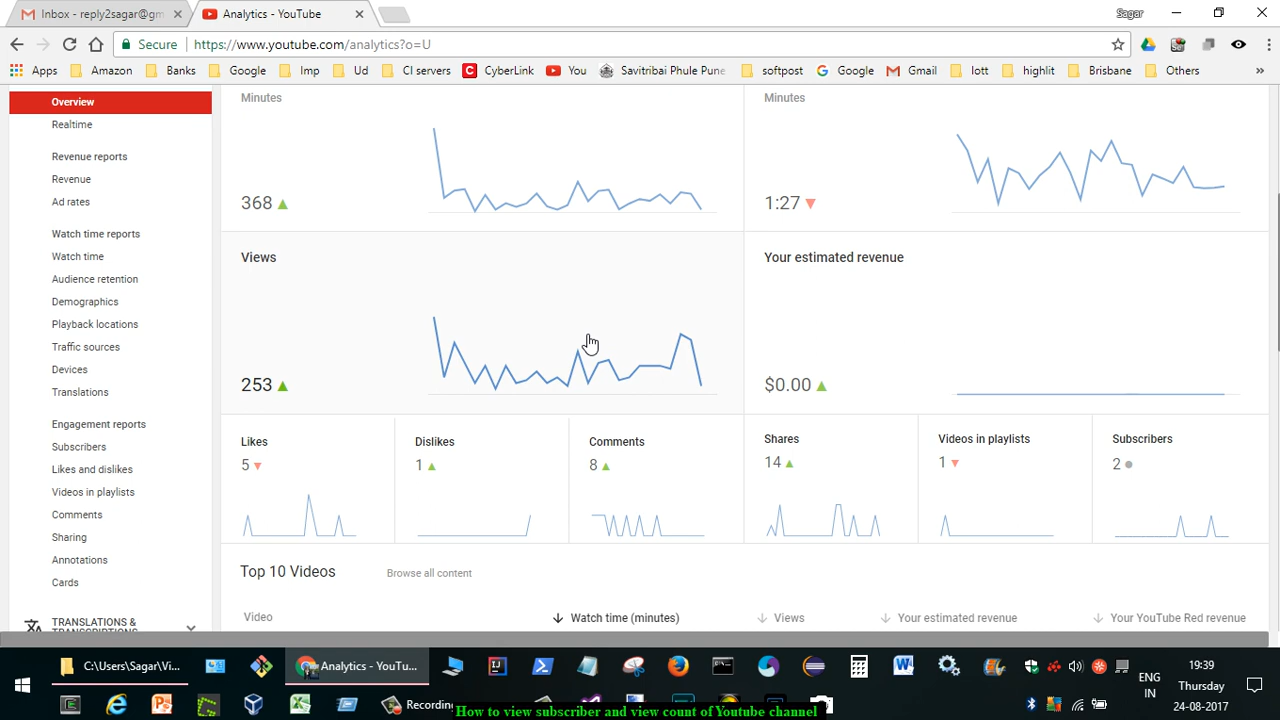 Inbox - reply2sagar@gm
Analytics - YouTube
Sagar
Secure
https://www.youtube.com/analytics?o=U
Apps
Amazon
Banks
Google
Imp
Ud
CI servers
CyberLink
You
Savitribai Phule Pune
softpost
Google
Gmail
lott
highlit
Brisbane
Others
»
Overview
Realtime
Revenue reports
Revenue
Ad rates
Watch time reports
Watch time
Audience retention
Demographics
Playback locations
Traffic sources
Devices
Translations
Engagement reports
Subscribers
Likes and dislikes
Videos in playlists
Comments
Sharing
Annotations
Cards
TRANSLATIONS &
TRANSCRIPTIONS
Minutes
368
Minutes
1:27
Views
253
Your estimated revenue
$0.00
Likes
5
Dislikes
1
Comments
8
Shares
14
Videos in playlists
1
Subscribers
2
Top 10 Videos
Browse all content
Video
Watch time (minutes)
Views
Your estimated revenue
Your YouTube Red revenue
C:\Users\Sagar\Vi...
Analytics - YouTu...
Recording
ENG
IN
19:39
Thursday
24-08-2017
How to view subscriber and view count of Youtube channel